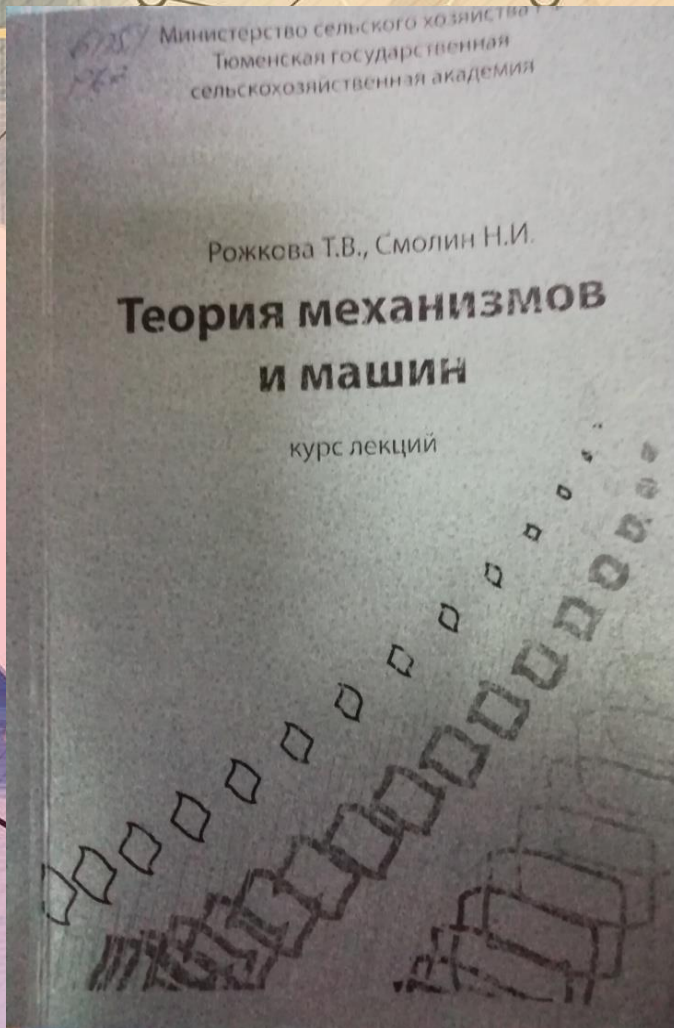 Министерство сельского хозяйства
Тюменская государственная
сельскохозяйственная академия
Рожкова Т.В., Смолин Н.И.
Теория механизмов
и машин
курс лекций